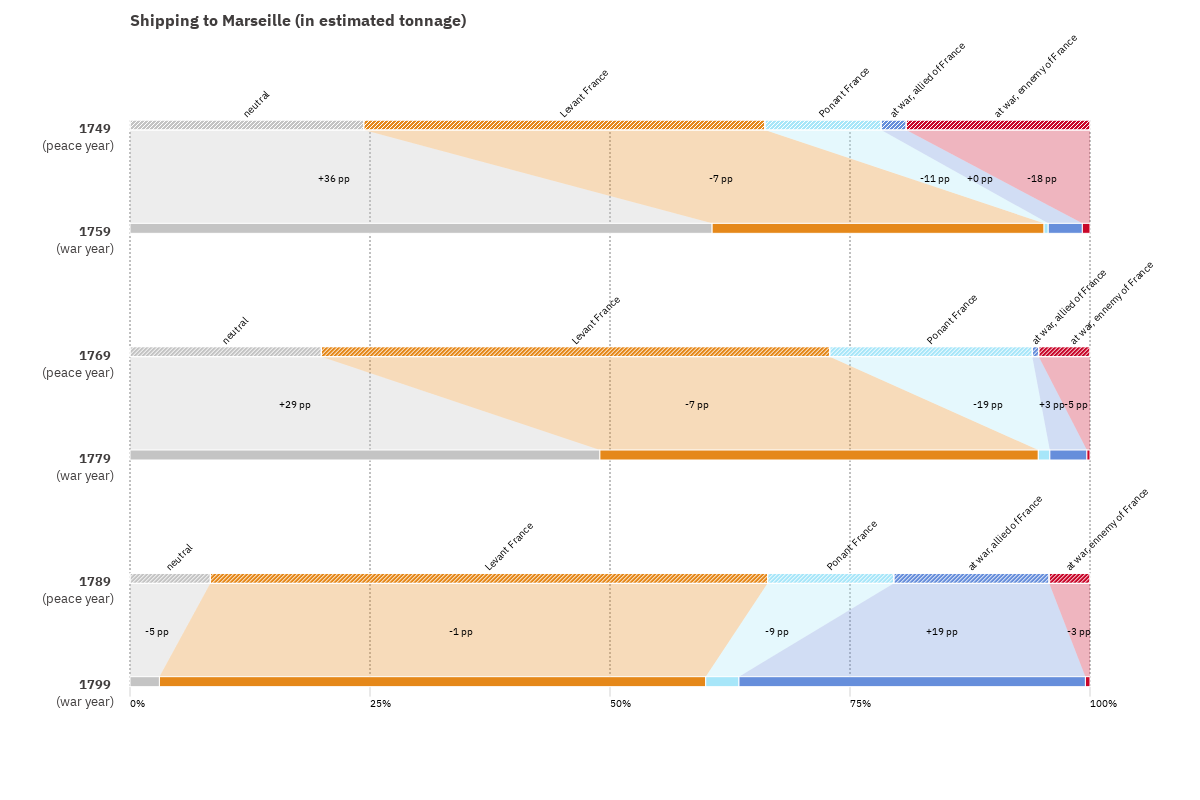 Shipping to Marseille (in estimated tonnage)
neutral
Levant France
Ponant France
at war, allied of France
at war, ennemy of France
1749
(peace year)
+36 pp
-7 pp
-11 pp
+0 pp
-18 pp
1759
(war year)
neutral
Levant France
Ponant France
at war, allied of France
at war, ennemy of France
1769
(peace year)
+29 pp
-7 pp
-19 pp
+3 pp
-5 pp
1779
(war year)
neutral
Levant France
Ponant France
at war, allied of France
at war, ennemy of France
1789
(peace year)
-5 pp
-1 pp
-9 pp
+19 pp
-3 pp
1799
(war year)
0%
25%
50%
75%
100%